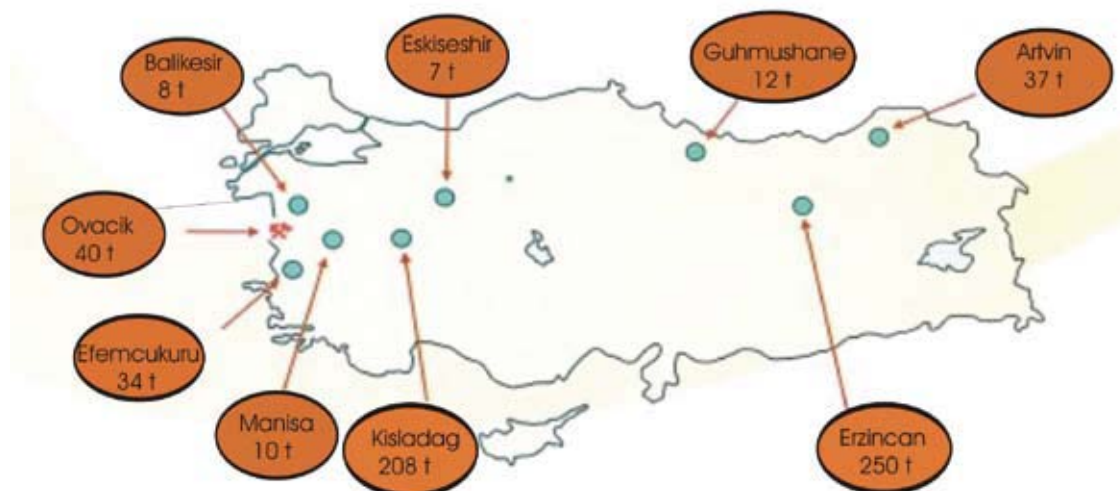 Balikesir
8 t
Eskiseshir
7 t
Guhmushane
12 t
Artvin
37 t
Ovacik
40 t
Efemcukuru
34 t
Manisa
10 t
Kisladag
208 t
Erzincan
250 t